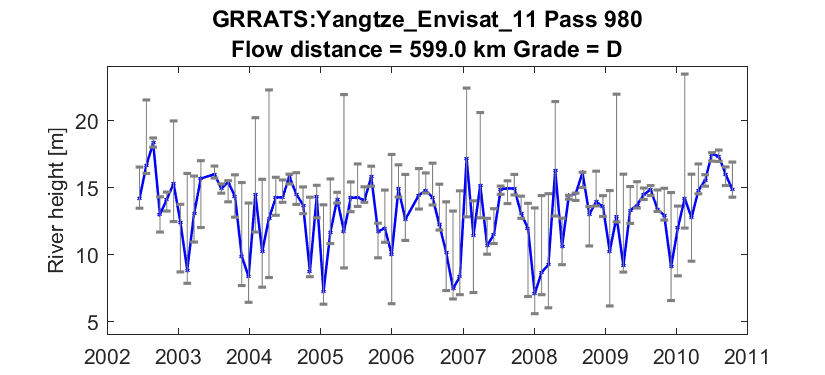 GRRATS:Yangtze_Envisat_11 Pass 980
Flow distance = 599.0 km Grade = D
River height [m]
20
15
10
5
2002 2003 2004 2005 2006 2007 2008 2009 2010 2011